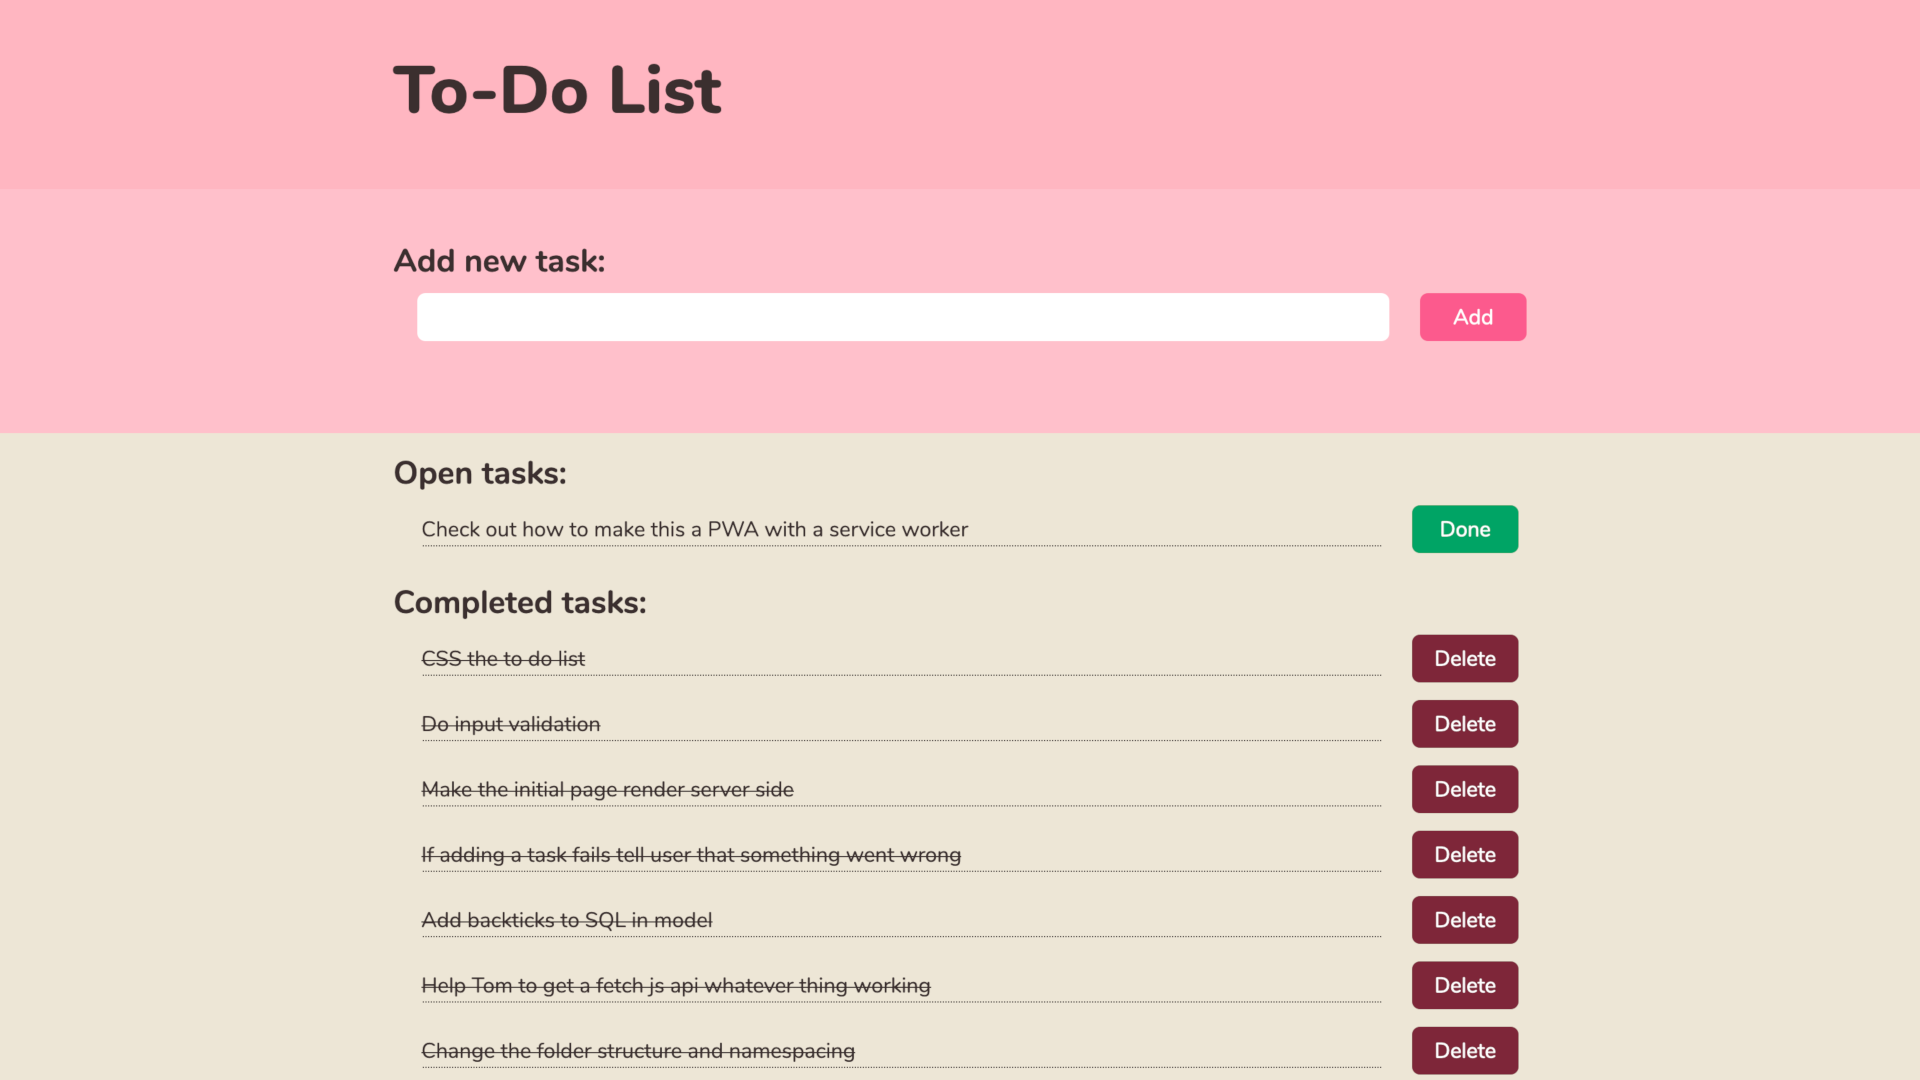 To-Do List
Add new task:
Add
Open tasks:
Check out how to make this a PWA with a service worker
Done
Completed tasks:
CSS the to do list
Delete
Do input validation
Delete
Make the initial page render server side
Delete
If adding a task fails tell user that something went wrong
Delete
Add backticks to SQL in model
Delete
Help Tom to get a fetch js api whatever thing working
Delete
Change the folder structure and namespacing
Delete